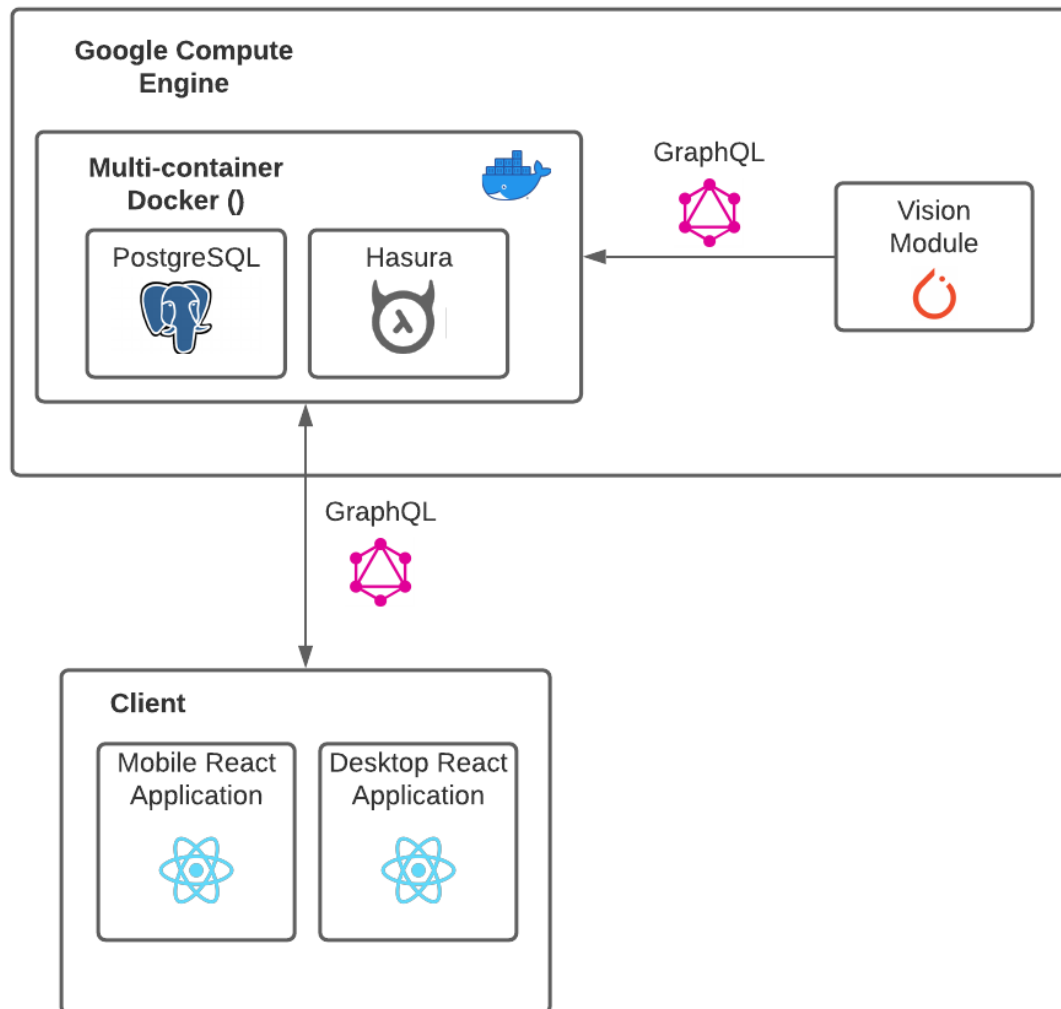 Google Compute
Engine
Multi-container
Docker ()
PostgreSQL
Hasura
GraphQL
Vision
Module
GraphQL
Client
Mobile React
Application
Desktop React
Application